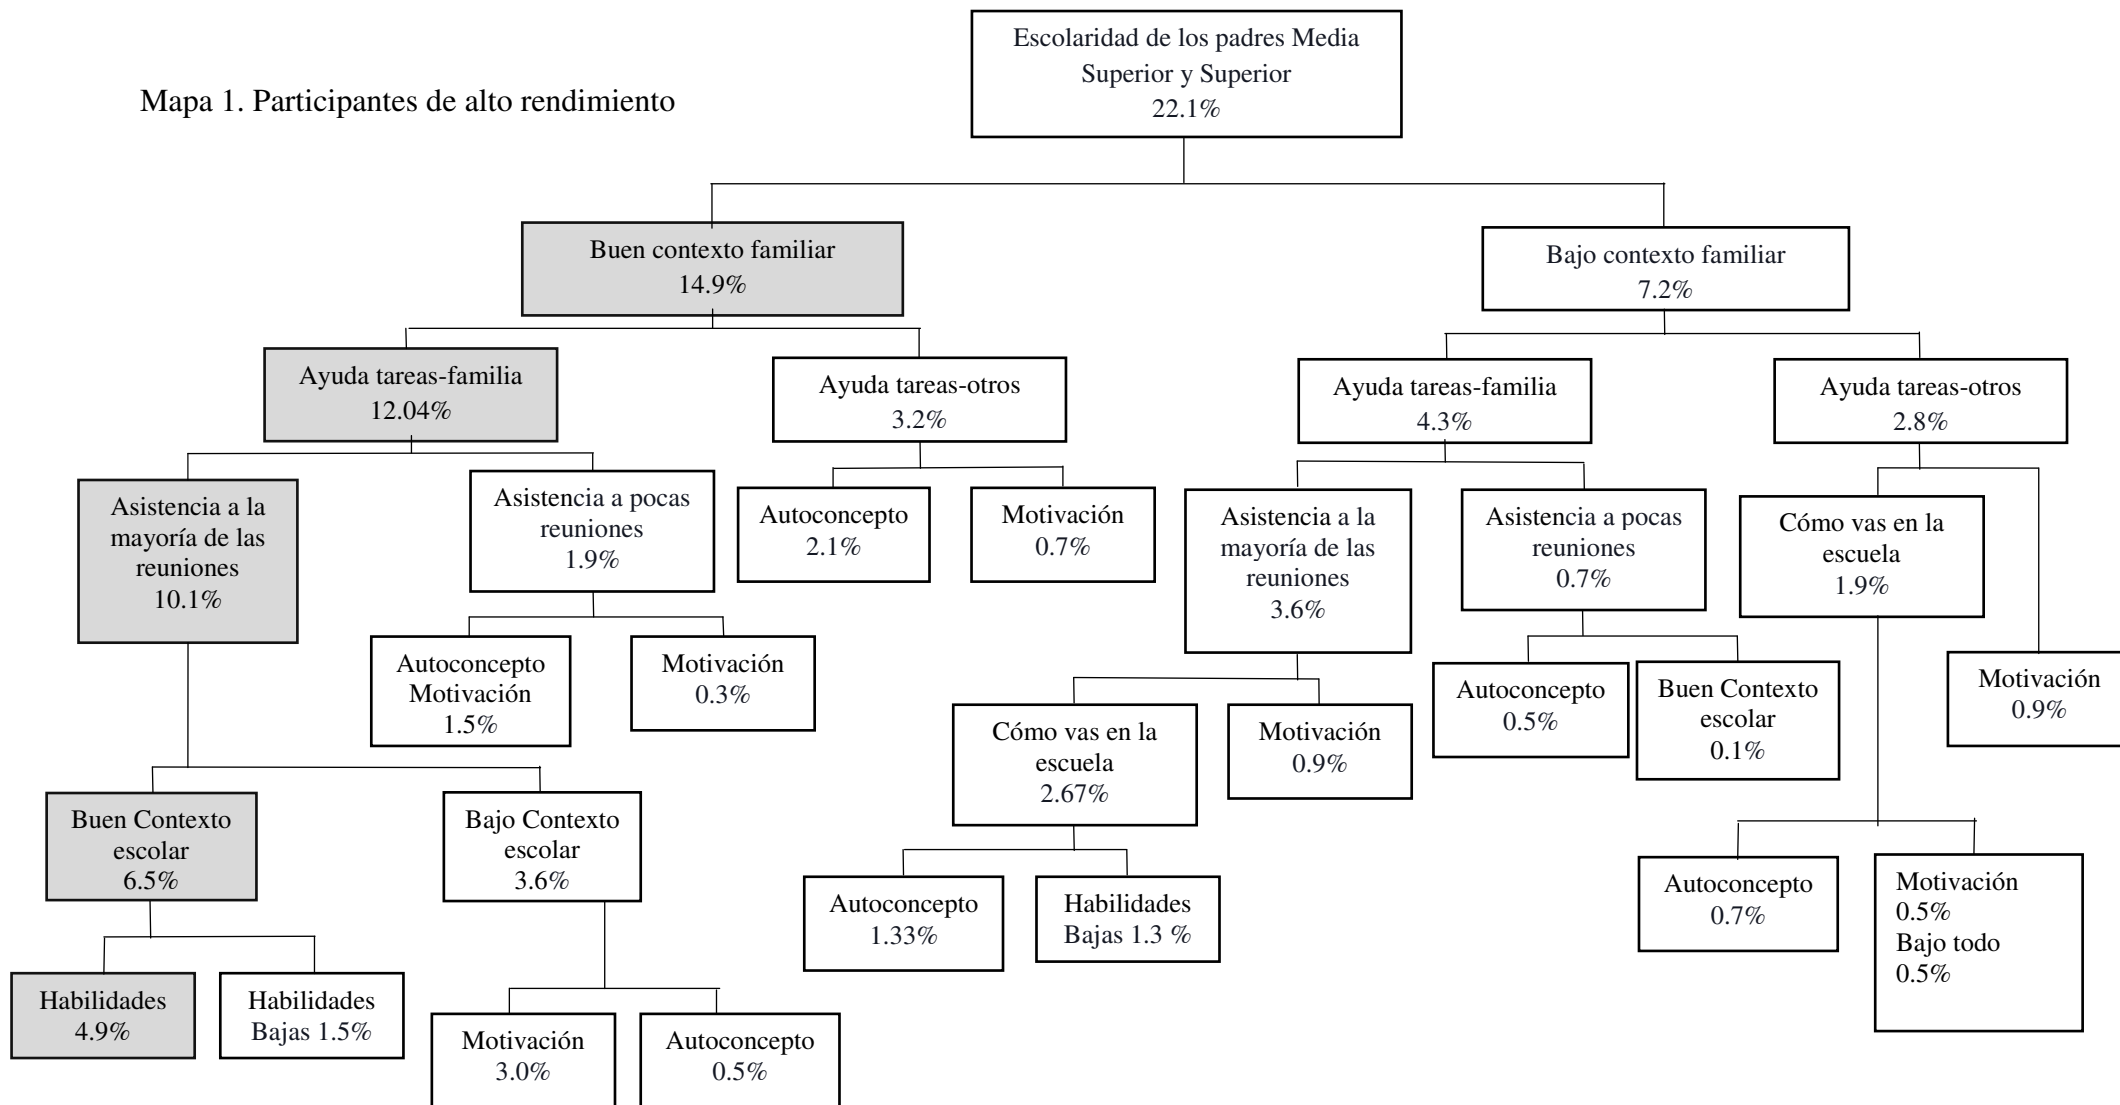 Escolaridad de los padres Media
Superior y Superior
22.1%
Mapa 1. Participantes de alto rendimiento
Buen contexto familiar
14.9%
Bajo contexto familiar
7.2%
Ayuda tareas-familia
12.04%
Ayuda tareas-otros
3.2%
Ayuda tareas-familia
4.3%
Ayuda tareas-otros
2.8%
Asistencia a la
mayoría de las
reuniones
10.1%
Asistencia a pocas
reuniones
1.9%
Autoconcepto
2.1%
Motivación
0.7%
Asistencia a la
mayoría de las
reuniones
3.6%
Asistencia a pocas
reuniones
0.7%
Cómo vas en la
escuela
1.9%
Autoconcepto
Motivación
1.5%
Motivación
0.3%
Cómo vas en la
escuela
2.67%
Motivación
0.9%
Autoconcepto
0.5%
Buen Contexto
escolar
0.1%
Motivación
0.9%
Buen Contexto
escolar
6.5%
Bajo Contexto
escolar
3.6%
Autoconcepto
1.33%
Habilidades
Bajas 1.3 %
Autoconcepto
0.7%
Motivación
0.5%
Bajo todo
0.5%
Habilidades
4.9%
Habilidades
Bajas 1.5%
Motivación
3.0%
Autoconcepto
0.5%